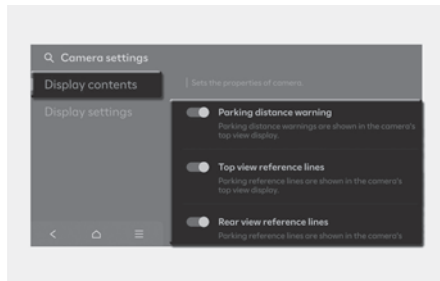 Camera settings
Display contents
Sets the properties of camera.
Display settings
Parking distance warning
Parking distance warnings are shown in the camera's
top view display.
Top view reference lines
Parking reference lines are shown in the camera's
top view display.
Rear view reference lines
Parking reference lines are shown in the camera's